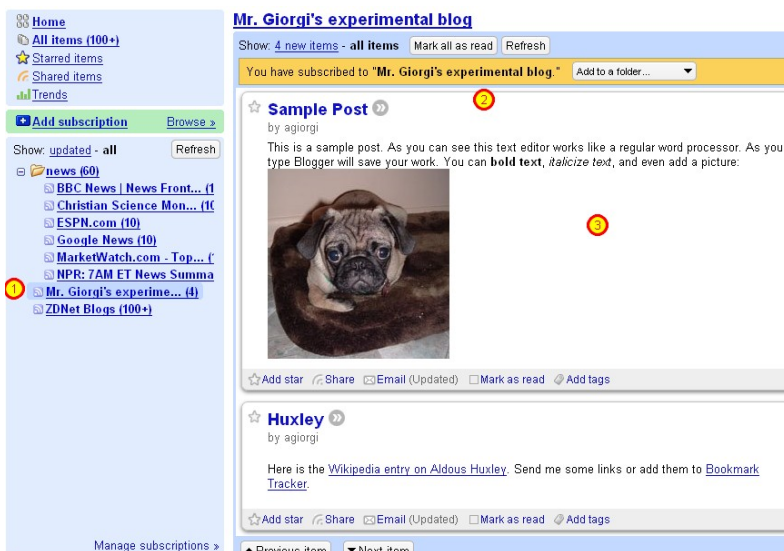 Home
All items (100+)
Starred items
Shared items
Trends
Add subscription Browse »
Show: updated - all Refresh
news (60)
BBC News | News Front... (1
Christian Science Mon... (10
ESPN.com (10)
Google News (10)
MarketWatch.com - Top... (
NPR: 7AM ET News Summa
1 Mr. Giorgi's experime... (4)
ZDNet Blogs (100+)
Manage subscriptions »
Mr. Giorgi's experimental blog
Show: 4 new items - all items Mark all as read Refresh
You have subscribed to "Mr. Giorgi's experimental blog." Add to a folder...
2
Sample Post »
by agiorgi
This is a sample post. As you can see this text editor works like a regular word processor. As you
type Blogger will save your work. You can bold text, italicize text, and even add a picture:
3
Add star Share Email (Updated) Mark as read Add tags
Huxley »
by agiorgi
Here is the Wikipedia entry on Aldous Huxley. Send me some links or add them to Bookmark
Tracker.
Add star Share Email (Updated) Mark as read Add tags
Previous item Next item